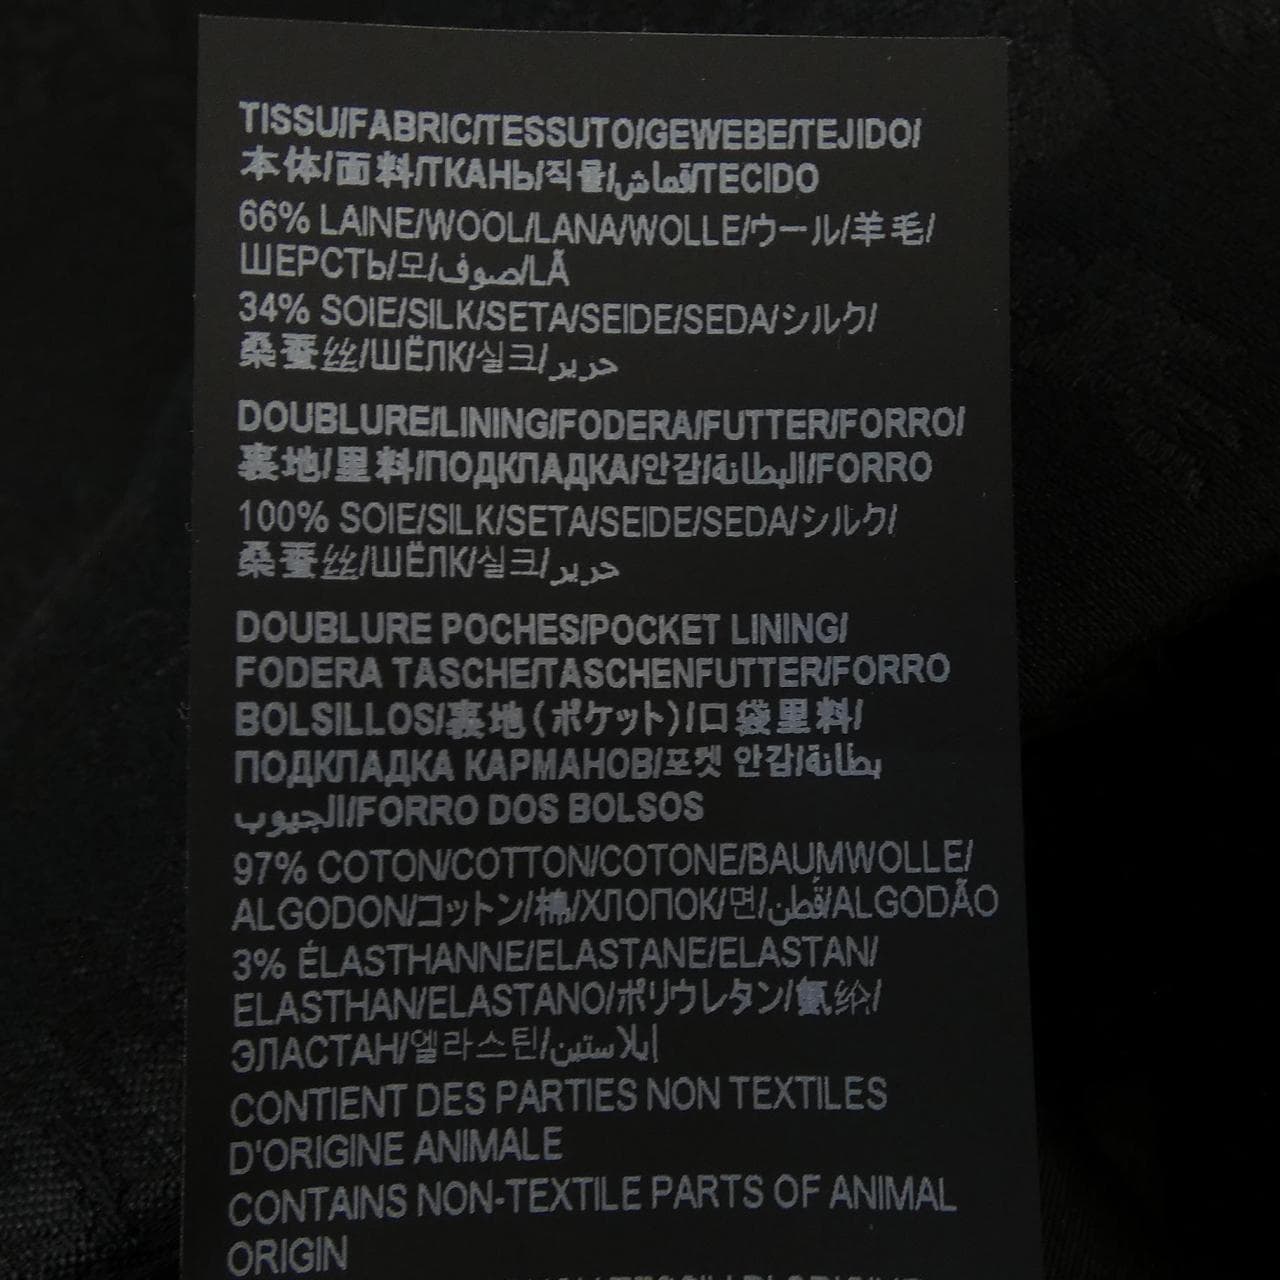 TISSU/FABRIC/TESSUTO/GEWEBE/TEJIDO/
本体/面料/ТКАНЬ/직물/قماش/TECIDO
66% LAINE/WOOL/LANA/WOLLE/ウール/羊毛/
ШЕРСТЬ/모/صوف/LÃ
34% SOIE/SILK/SETA/SEIDE/SEDA/シルク/
桑蚕丝/ШЁЛК/실크/حرير
DOUBLURE/LINING/FODERA/FUTTER/FORRO/
裏地/里料/ПОДКЛАДКА/안감/البطانة/FORRO
100% SOIE/SILK/SETA/SEIDE/SEDA/シルク/
桑蚕丝/ШЁЛК/실크/حرير
DOUBLURE POCHES/POCKET LINING/
FODERA TASCHE/TASCHENFUTTER/FORRO
BOLSILLOS/裏地(ポケット)/口袋里料/
ПОДКЛАДКА КАРМАНОВ/포켓 안감/بطانة
الجيوب/FORRO DOS BOLSOS
97% COTON/COTTON/COTONE/BAUMWOLLE/
ALGODON/コットン/棉/ХЛОПОК/면/قُطن/ALGODÃO
3% ÉLASTHANNE/ELASTANE/ELASTAN/
ELASTHAN/ELASTANO/ポリウレタン/氨纶/
ЭЛАСТАН/엘라스틴/إيلاستين
CONTIENT DES PARTIES NON TEXTILES
D'ORIGINE ANIMALE
CONTAINS NON-TEXTILE PARTS OF ANIMAL
ORIGIN